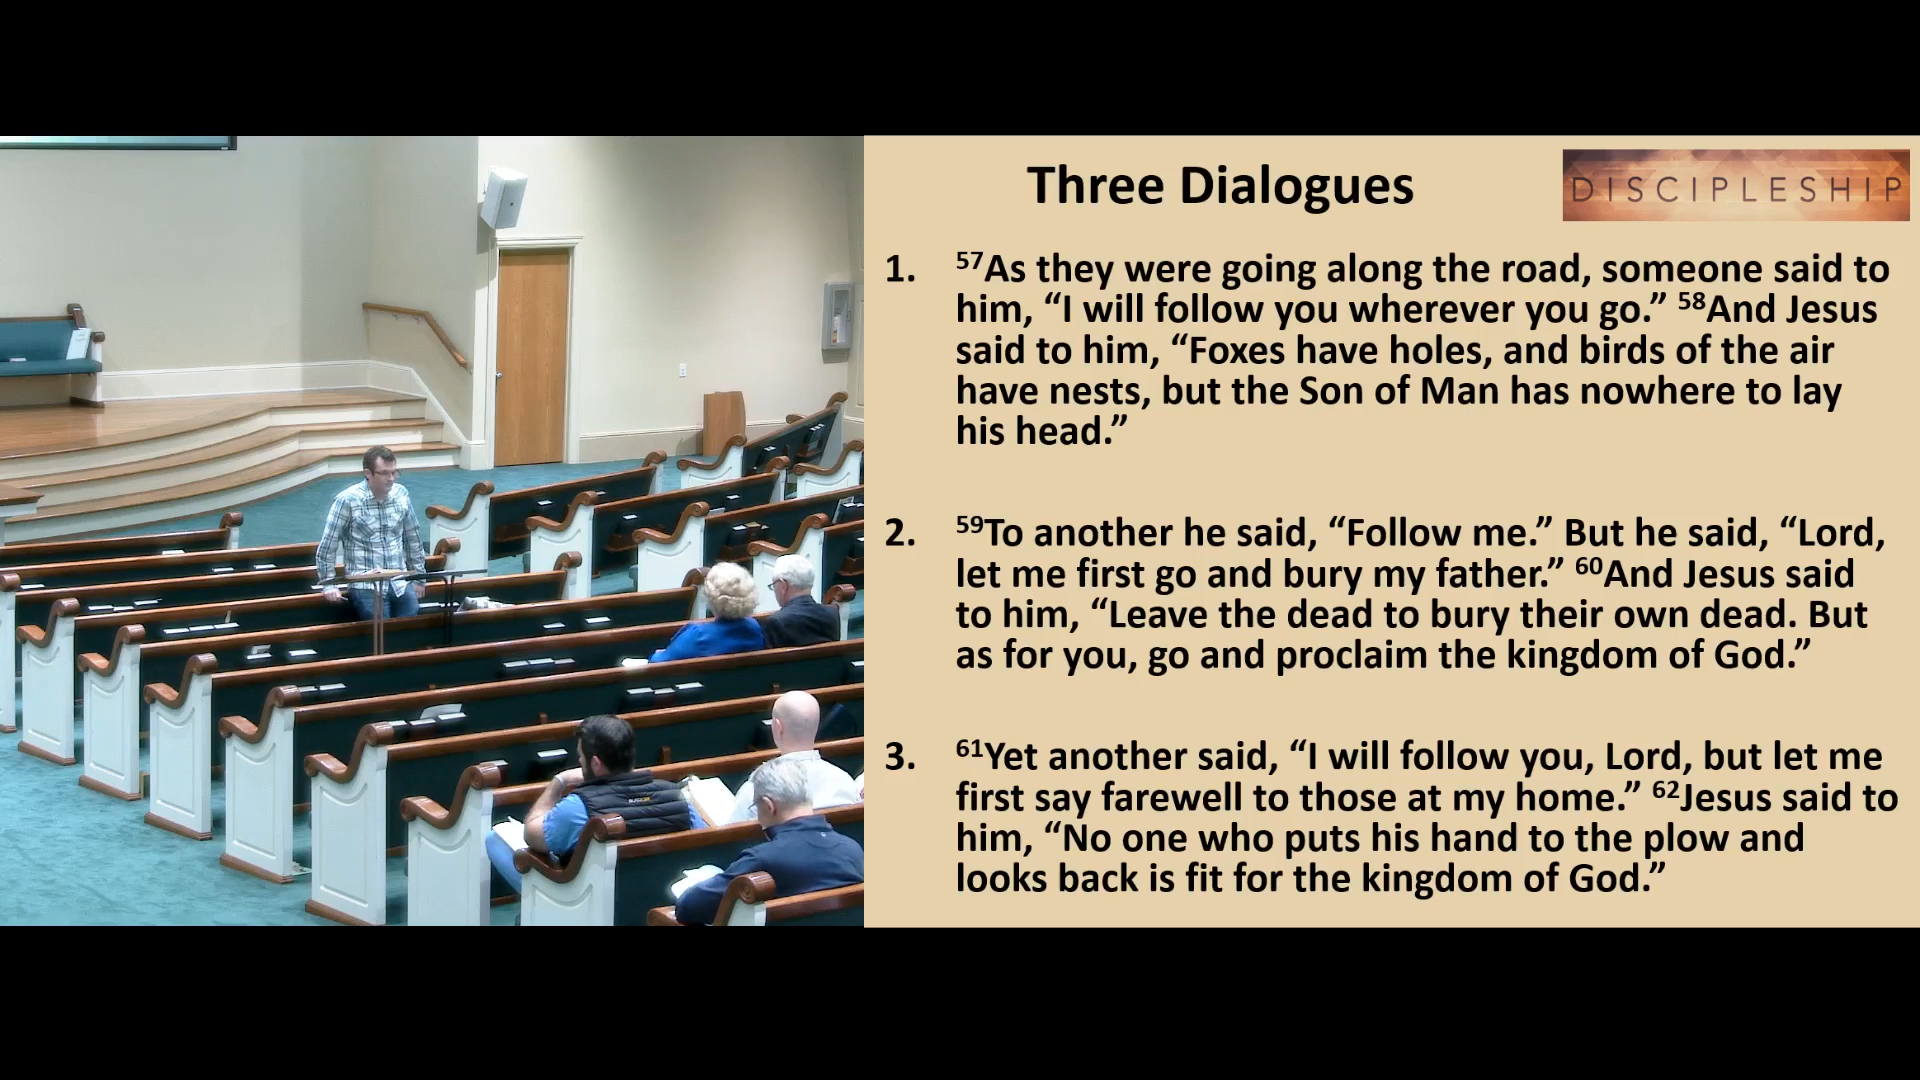 Three Dialogues
DISCIPLESHIP
1. ⁵⁷As they were going along the road, someone said to
him, “I will follow you wherever you go.” ⁵⁸And Jesus
said to him, “Foxes have holes, and birds of the air
have nests, but the Son of Man has nowhere to lay
his head.”
2. ⁵⁹To another he said, “Follow me.” But he said, “Lord,
let me first go and bury my father.” ⁶⁰And Jesus said
to him, “Leave the dead to bury their own dead. But
as for you, go and proclaim the kingdom of God.”
3. ⁶¹Yet another said, “I will follow you, Lord, but let me
first say farewell to those at my home.” ⁶²Jesus said to
him, “No one who puts his hand to the plow and
looks back is fit for the kingdom of God.”